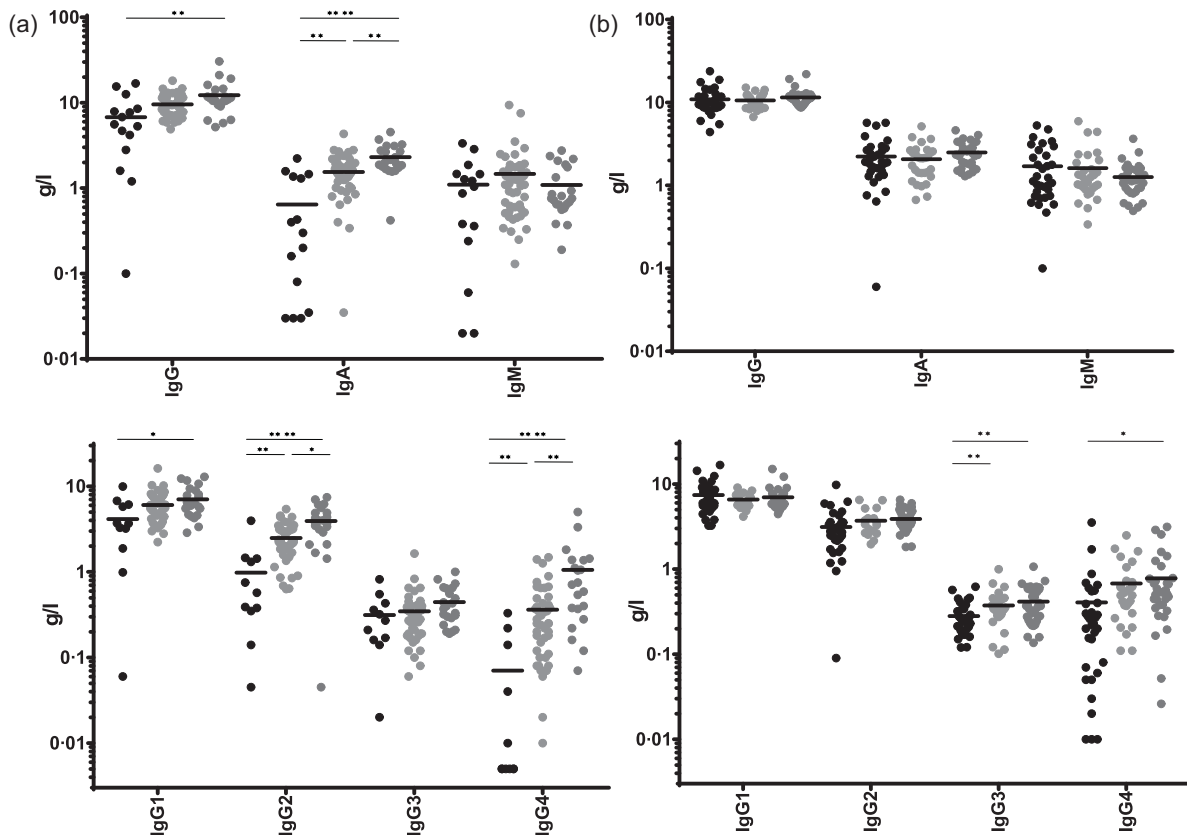 (a)
** ** **
** **
100
10
1
0·1
0·01
g/l
IgG
IgA
IgM
(b)
100
10
1
0·1
0·01
g/l
IgG
IgA
IgM
* ** ** ** **
** * ** **
10
1
0·1
0·01
g/l
IgG1
IgG2
IgG3
IgG4
** *
**
10
1
0·1
0·01
g/l
IgG1
IgG2
IgG3
IgG4